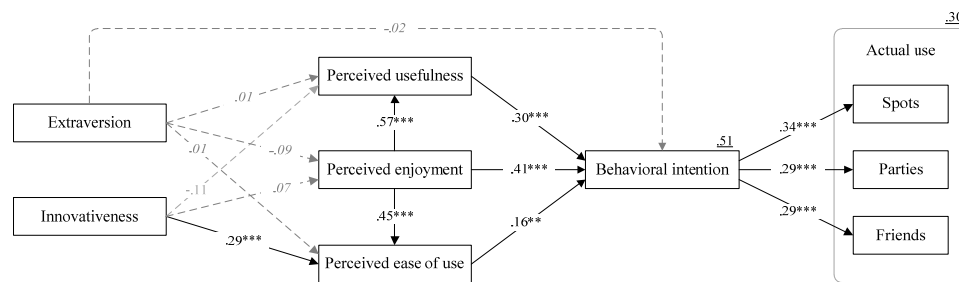 .30
-.02
Actual use
Perceived usefulness
.01
Spots
Extraversion
.57***
.30***
.34***
.01
-.09
.51
Perceived enjoyment
.41***
Behavioral intention
.29***
Parties
-.11
.07
Innovativeness
.45***
.16**
.29***
.29***
Friends
Perceived ease of use